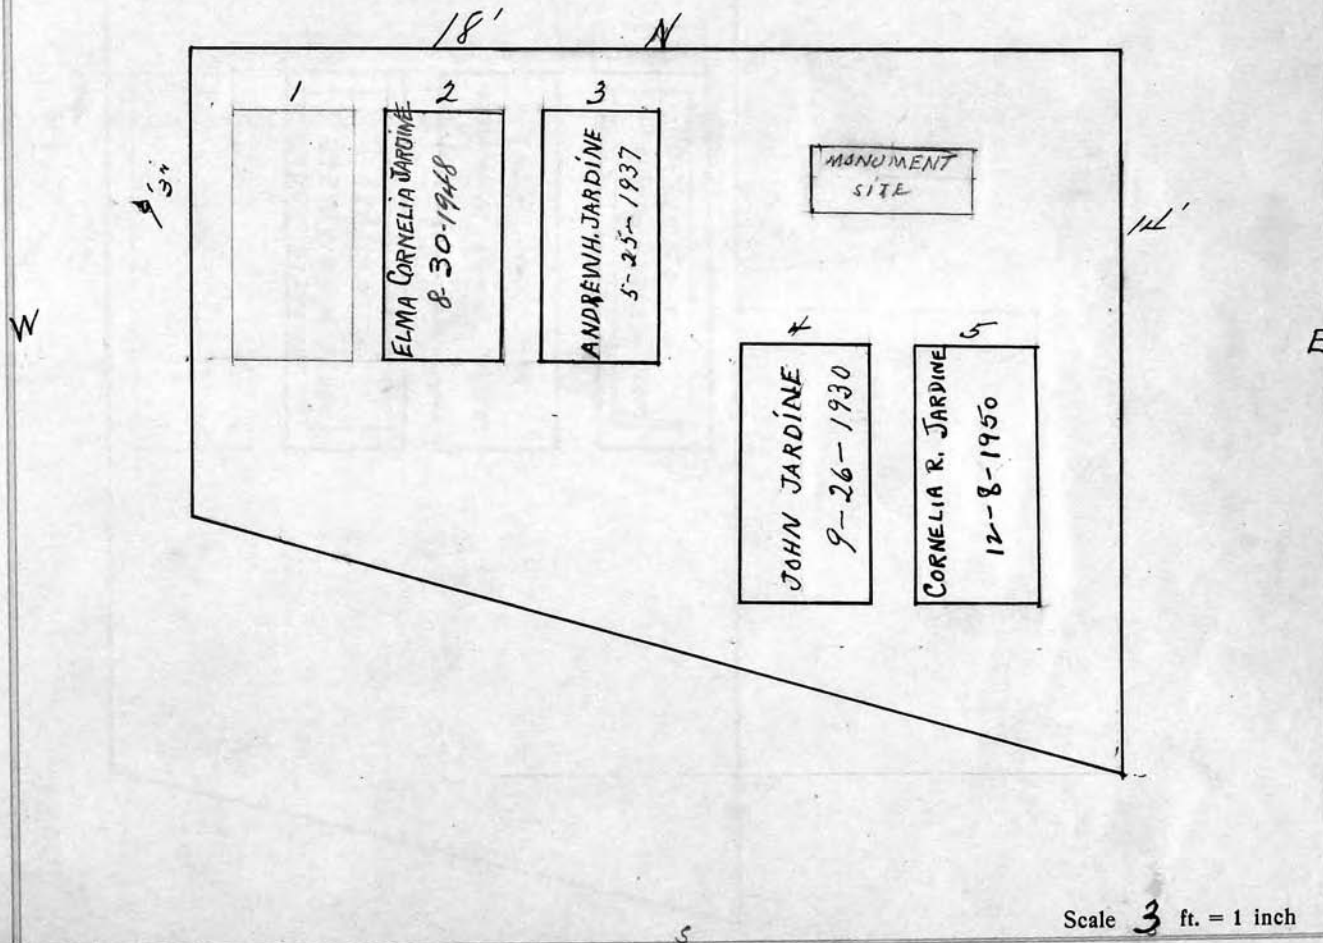 18' N
1
2
3
ELMA CORNELIA JARDINE
8-30-1948
ANDREW H. JARDINE
5-25-1937
MONUMENT
SITE
14'
W
E
4
5
JOHN JARDINE
9-26-1930
CORNELIA R. JARDINE
12-8-1950
Scale 3 ft. = 1 inch
S